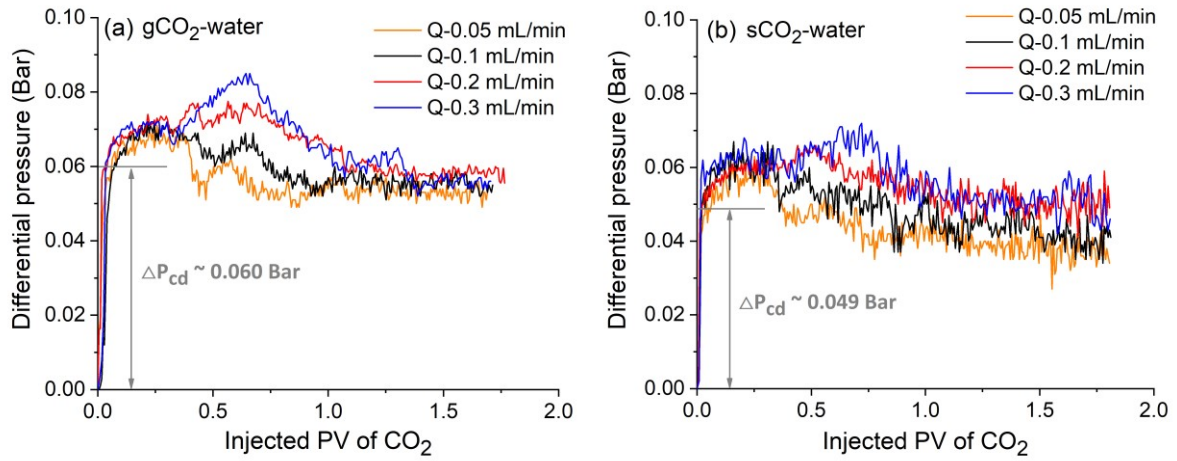 (a) gCO₂-water
Q-0.05 mL/min
Q-0.1 mL/min
Q-0.2 mL/min
Q-0.3 mL/min
0.10
0.08
0.06
0.04
0.02
0.00
Differential pressure (Bar)
△P_cd ~ 0.060 Bar
0.0 0.5 1.0 1.5 2.0
Injected PV of CO₂
(b) sCO₂-water
Q-0.05 mL/min
Q-0.1 mL/min
Q-0.2 mL/min
Q-0.3 mL/min
0.10
0.08
0.06
0.04
0.02
0.00
Differential pressure (Bar)
△P_cd ~ 0.049 Bar
0.0 0.5 1.0 1.5 2.0
Injected PV of CO₂